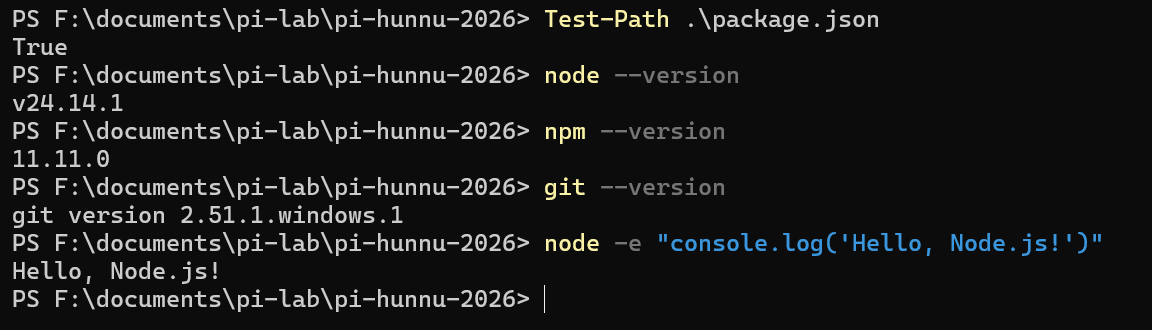 PS F:\documents\pi-lab\pi-hunnu-2026> Test-Path .\package.json
True
PS F:\documents\pi-lab\pi-hunnu-2026> node --version
v24.14.1
PS F:\documents\pi-lab\pi-hunnu-2026> npm --version
11.11.0
PS F:\documents\pi-lab\pi-hunnu-2026> git --version
git version 2.51.1.windows.1
PS F:\documents\pi-lab\pi-hunnu-2026> node -e "console.log('Hello, Node.js!')"
Hello, Node.js!
PS F:\documents\pi-lab\pi-hunnu-2026>